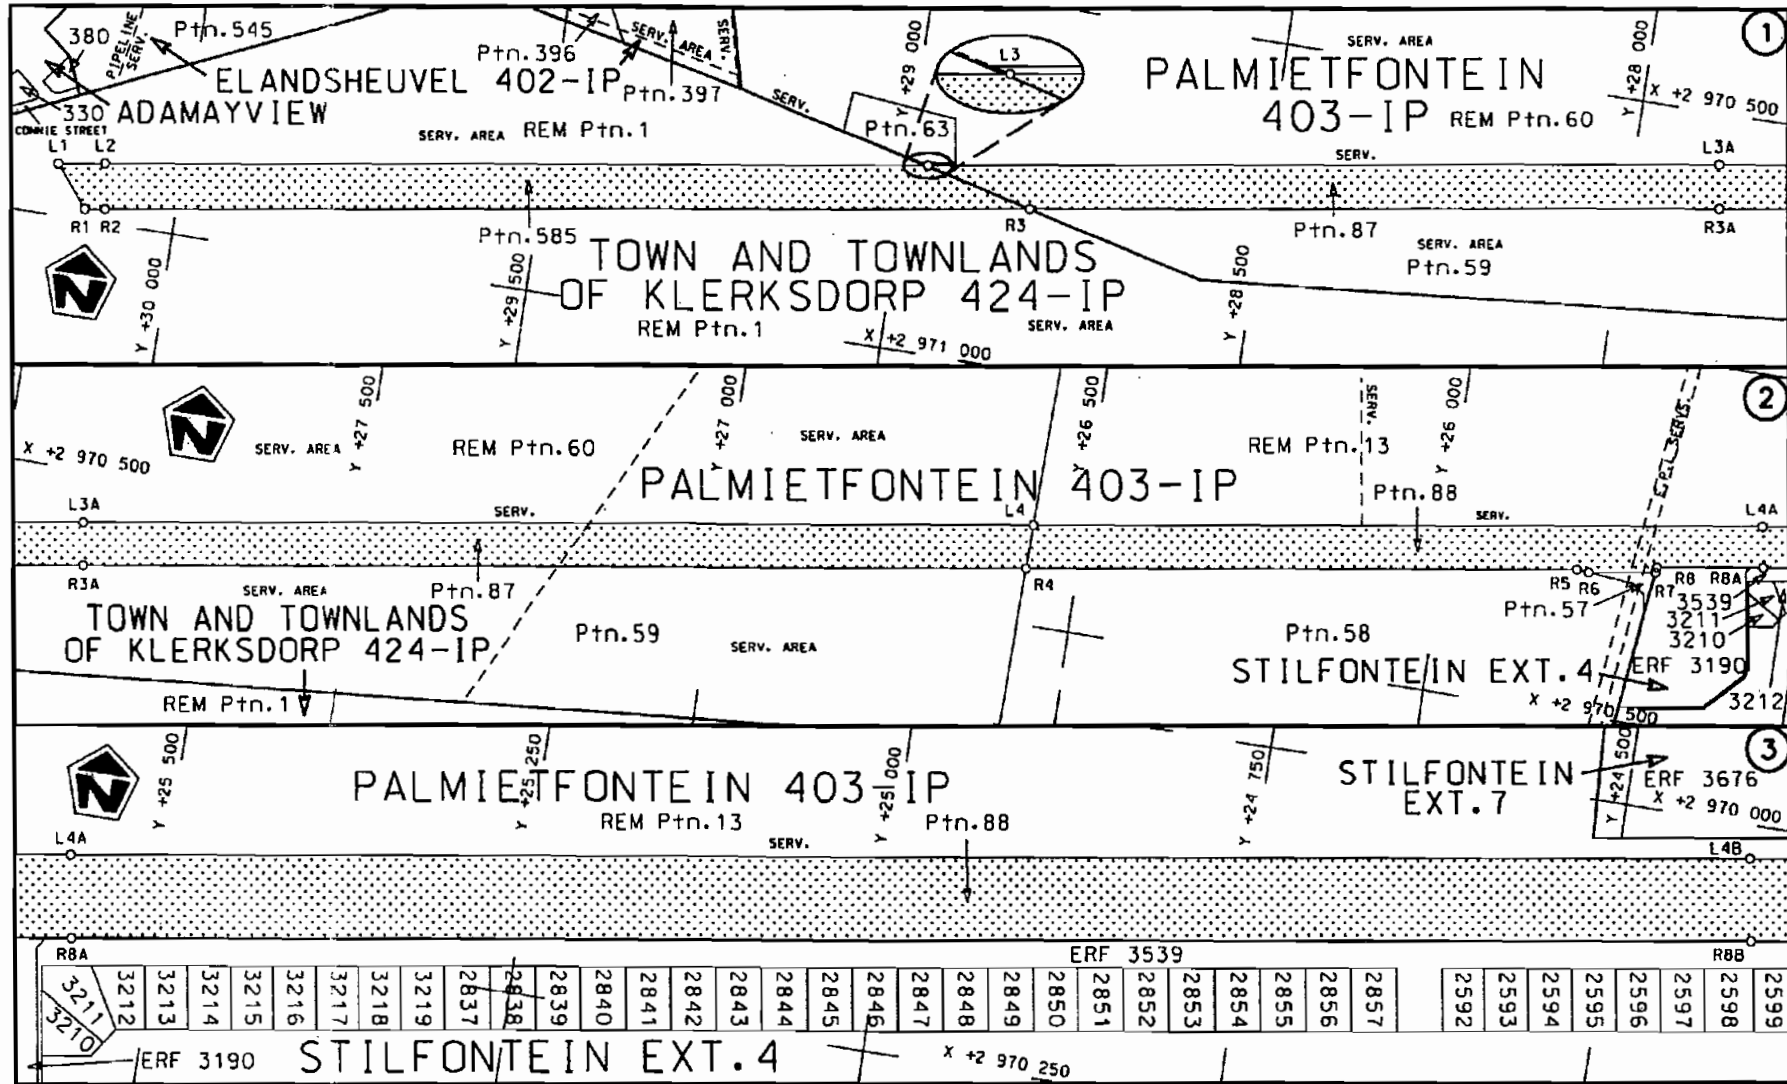 1
Ptn.545
380
PIPELINE
SERV.
Ptn.396
SERV. AREA
SERV.
ELANDSHEUVEL 402-IP
Ptn.397
330
ADAMAYVIEW
CONNIE STREET
SERV. AREA
REM Ptn.1
SERV.
Ptn.63
Y +29 000
L3
SERV. AREA
PALMIETFONTEIN
403-IP
REM Ptn.60
Y +28 000
X +2 970 500
SERV.
L1
L2
L3A
R1
R2
R3
R3A
Ptn.585
Ptn.87
TOWN AND TOWNLANDS
OF KLERKSDORP 424-IP
REM Ptn.1
SERV. AREA
SERV. AREA
Ptn.59
Y +30 000
Y +29 500
Y +28 500
X +2 971 000
N
2
X +2 970 500
N
SERV. AREA
Y +27 500
REM Ptn.60
Y +27 000
SERV. AREA
Y +26 500
REM Ptn.13
SERV.
Y +26 000
P/L SERVS.
PALMIETFONTEIN 403-IP
Ptn.88
L3A
SERV.
L4
SERV.
L4A
R3A
R4
R5
R6
R7
R8
R8A
SERV. AREA
Ptn.87
Ptn.57
3539
3211
3210
TOWN AND TOWNLANDS
OF KLERKSDORP 424-IP
Ptn.59
SERV. AREA
Ptn.58
STILFONTEIN EXT.4
ERF 3190
REM Ptn.1
X +2 970 500
3212
3
N
Y +25 500
Y +25 250
Y +25 000
Y +24 750
Y +24 500
PALMIETFONTEIN 403-IP
REM Ptn.13
Ptn.88
SERV.
STILFONTEIN
EXT.7
ERF 3676
X +2 970 000
L4A
L4B
R8A
ERF 3539
R8B
3211
3210
3212
3213
3214
3215
3216
3217
3218
3219
2837
2838
2839
2840
2841
2842
2843
2844
2845
2846
2847
2848
2849
2850
2851
2852
2853
2854
2855
2856
2857
2592
2593
2594
2595
2596
2597
2598
2599
ERF 3190
STILFONTEIN EXT.4
X +2 970 250